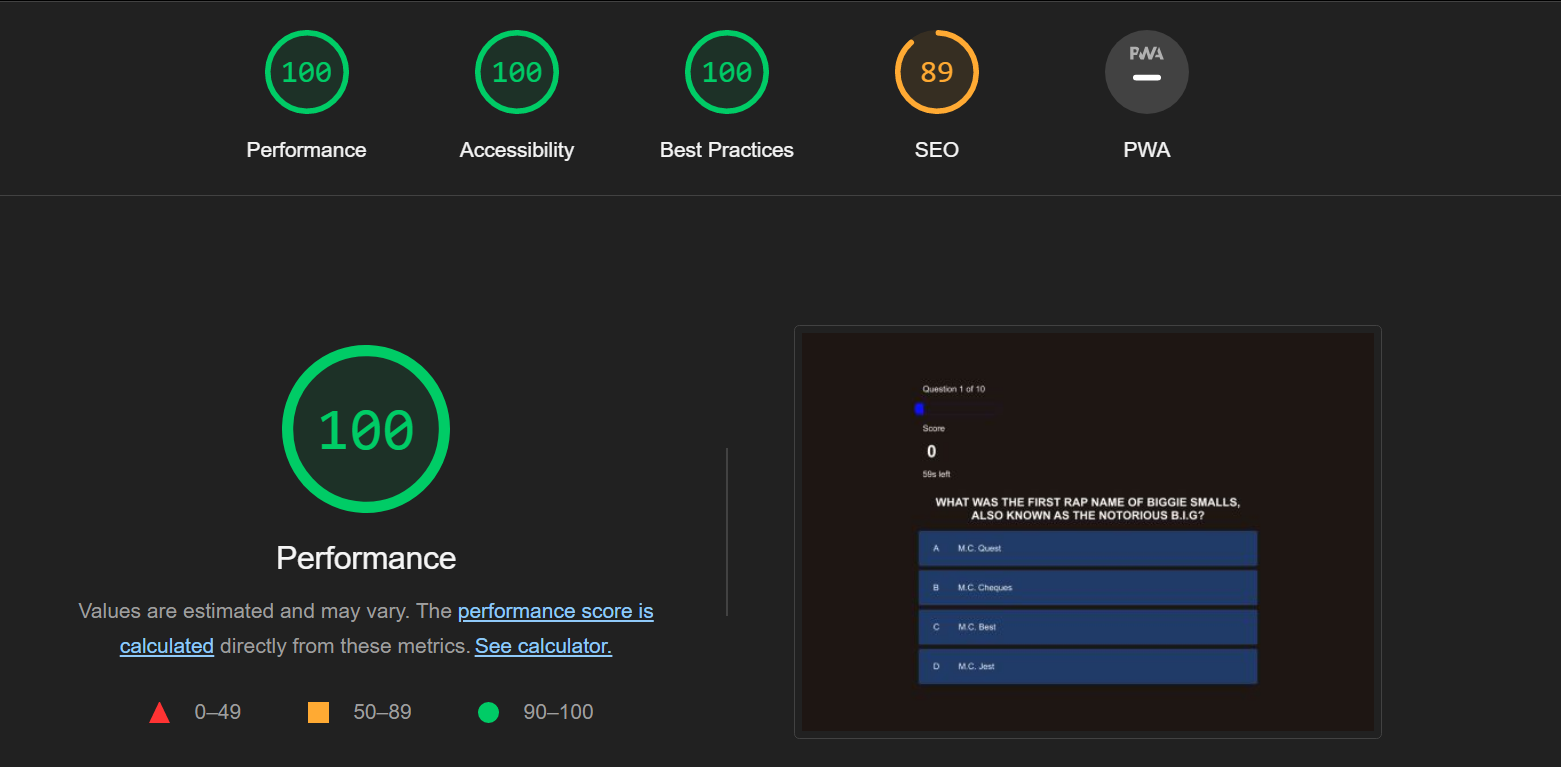 100
100
100
89
PWA
Performance
Accessibility
Best Practices
SEO
PWA
100
Performance
Values are estimated and may vary. The performance score is
calculated directly from these metrics. See calculator.
0–49
50–89
90–100
Question 1 of 10
Score
0
59s left
WHAT WAS THE FIRST RAP NAME OF BIGGIE SMALLS,
ALSO KNOWN AS THE NOTORIOUS B.I.G?
A M.C. Quest
B M.C. Cheques
C M.C. Best
D M.C. Jest